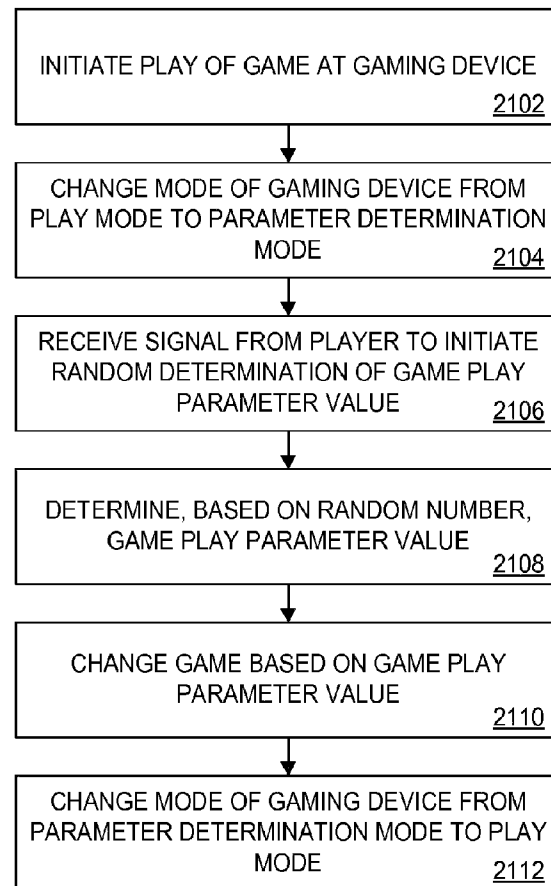 INITIATE PLAY OF GAME AT GAMING DEVICE
2102
CHANGE MODE OF GAMING DEVICE FROM
PLAY MODE TO PARAMETER DETERMINATION
MODE
2104
RECEIVE SIGNAL FROM PLAYER TO INITIATE
RANDOM DETERMINATION OF GAME PLAY
PARAMETER VALUE
2106
DETERMINE, BASED ON RANDOM NUMBER,
GAME PLAY PARAMETER VALUE
2108
CHANGE GAME BASED ON GAME PLAY
PARAMETER VALUE
2110
CHANGE MODE OF GAMING DEVICE FROM
PARAMETER DETERMINATION MODE TO PLAY
MODE
2112